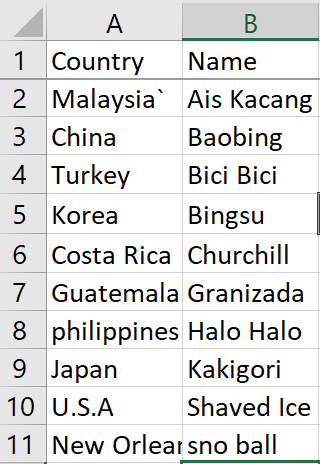 A B
1 Country Name
2 Malaysia` Ais Kacang
3 China Baobing
4 Turkey Bici Bici
5 Korea Bingsu
6 Costa Rica Churchill
7 Guatemala Granizada
8 philippines Halo Halo
9 Japan Kakigori
10 U.S.A Shaved Ice
11 New Orlear sno ball